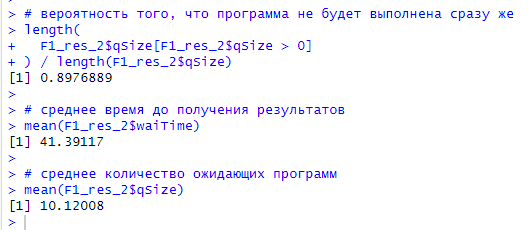 >
> # вероятность того, что программа не будет выполнена сразу же
> length(
+   F1_res_2$qSize[F1_res_2$qSize > 0]
+ ) / length(F1_res_2$qSize)
[1] 0.8976889
>
> # среднее время до получения результатов
> mean(F1_res_2$waiTime)
[1] 41.39117
>
> # среднее количество ожидающих программ
> mean(F1_res_2$qSize)
[1] 10.12008
>